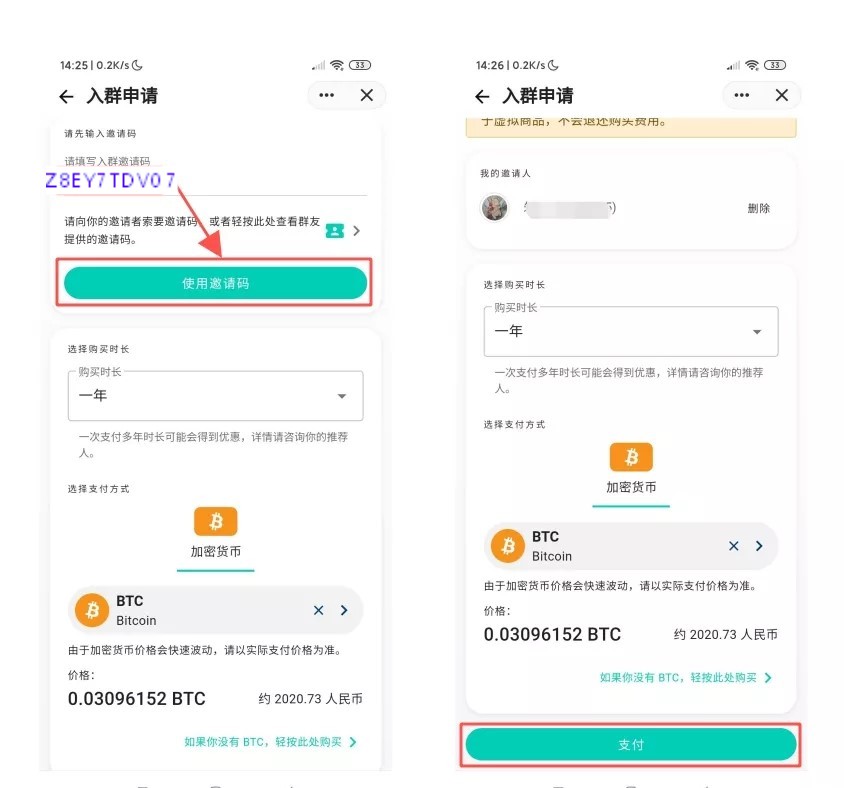 14:25 | 0.2K/s
33
入群申请
请先输入邀请码
请填写入群邀请码
Z8EY7TDV07
请向你的邀请者索要邀请码，或者轻按此处查看群友
提供的邀请码。
使用邀请码
选择购买时长
购买时长
一年
一次支付多年时长可能会得到优惠，详情请咨询你的推荐
人。
选择支付方式
加密货币
BTC
Bitcoin
由于加密货币价格会快速波动，请以实际支付价格为准。
价格：
0.03096152 BTC
约 2020.73 人民币
如果你没有 BTC，轻按此处购买
14:26 | 0.2K/s
33
入群申请
于虚拟商品，不会退还购买费用。
我的邀请人
删除
选择购买时长
购买时长
一年
一次支付多年时长可能会得到优惠，详情请咨询你的推荐
人。
选择支付方式
加密货币
BTC
Bitcoin
由于加密货币价格会快速波动，请以实际支付价格为准。
价格：
0.03096152 BTC
约 2020.73 人民币
如果你没有 BTC，轻按此处购买
支付